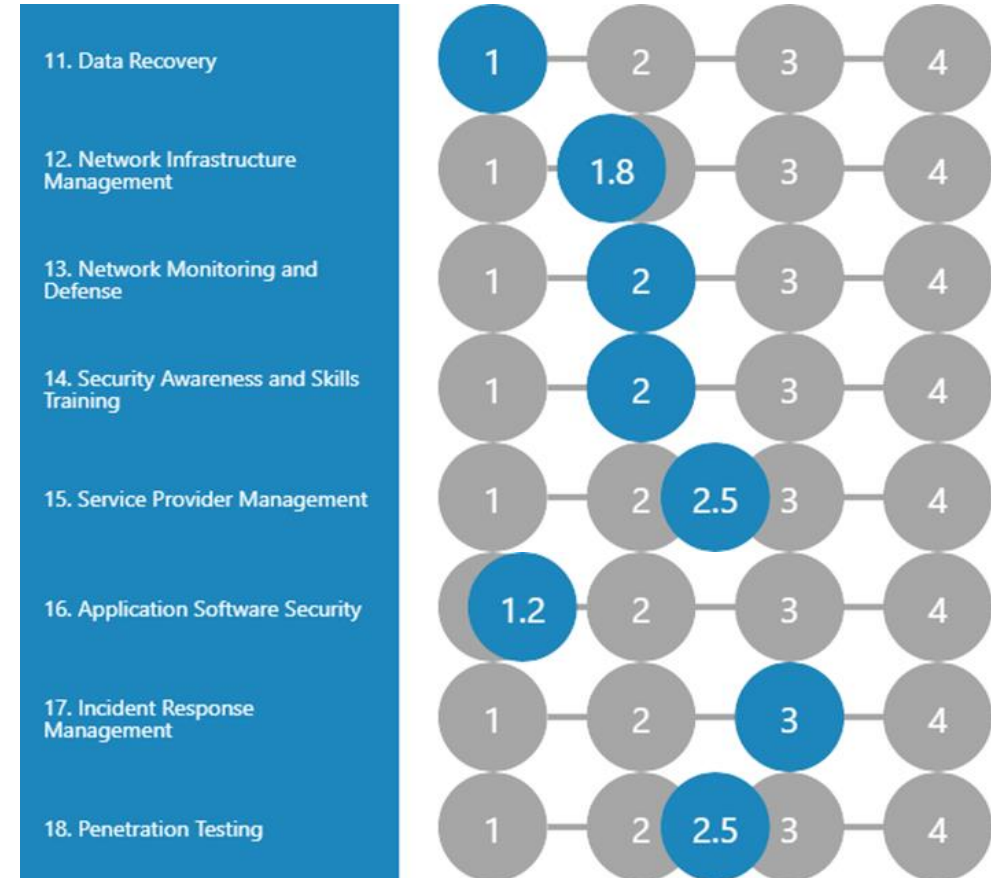 11. Data Recovery
1 2 3 4
12. Network Infrastructure
Management
1 1.8 3 4
13. Network Monitoring and
Defense
1 2 3 4
14. Security Awareness and Skills
Training
1 2 3 4
15. Service Provider Management
1 2 2.5 3 4
16. Application Software Security
1.2 2 3 4
17. Incident Response
Management
1 2 3 4
18. Penetration Testing
1 2 2.5 3 4